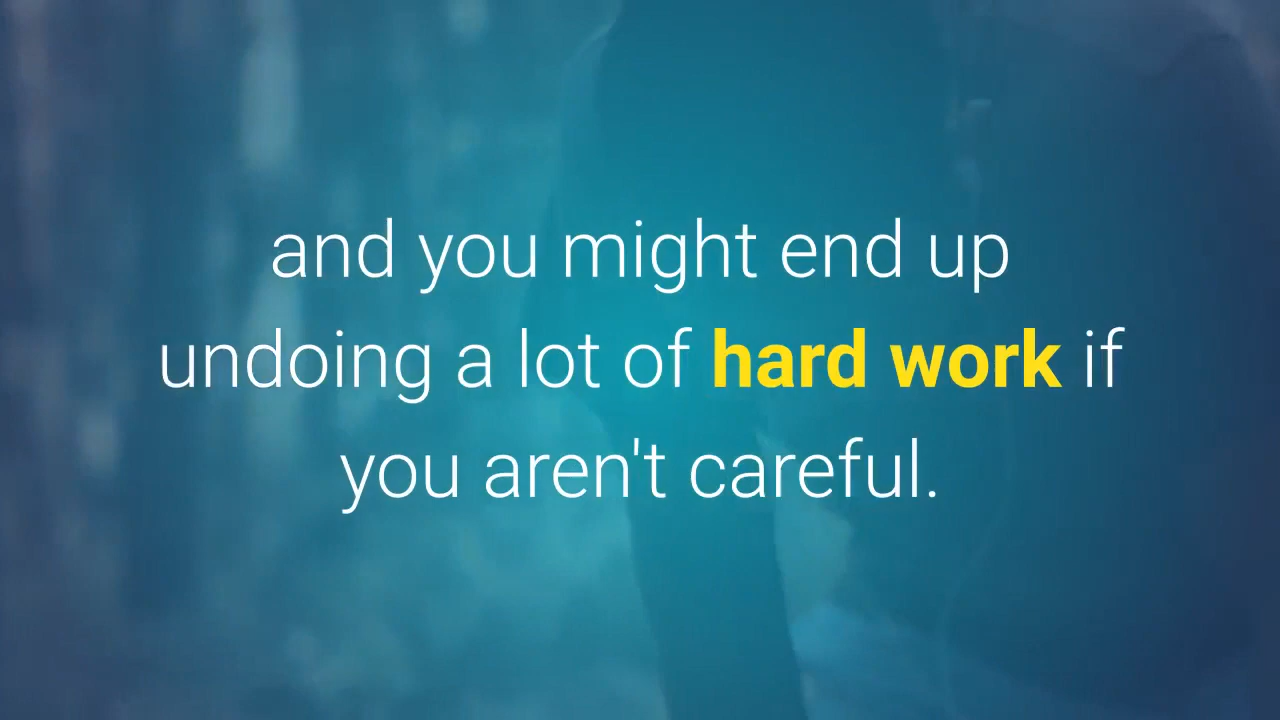 and you might end up
undoing a lot of hard work if
you aren't careful.